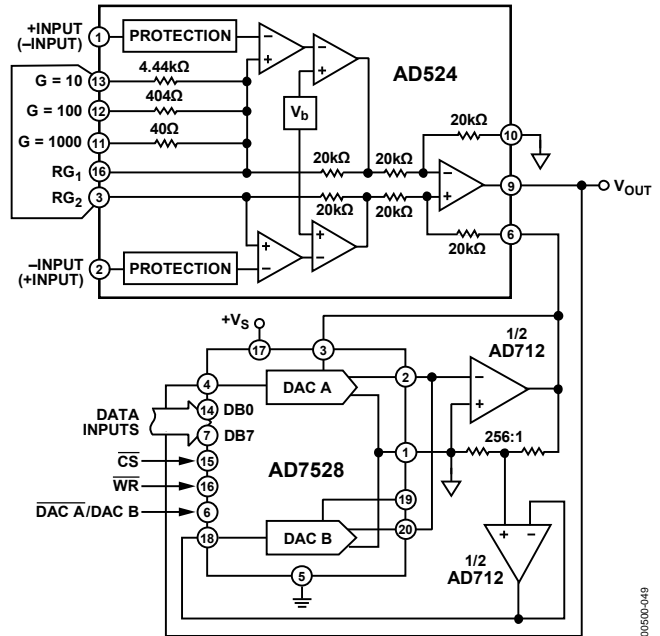 +INPUT
(–INPUT)
1
PROTECTION
AD524
G = 10
13
4.44kΩ
G = 100
12
404Ω
G = 1000
11
40Ω
Vb
20kΩ
10
RG1
16
20kΩ
20kΩ
9
VOUT
RG2
3
20kΩ
20kΩ
20kΩ
6
–INPUT
(+INPUT)
2
PROTECTION
+VS
17
3
1/2
AD712
4
DAC A
2
14
DB0
DATA
INPUTS
7
DB7
256:1
CS
15
1
AD7528
WR
16
19
DAC A/DAC B
6
18
DAC B
20
1/2
AD712
5
00500-049